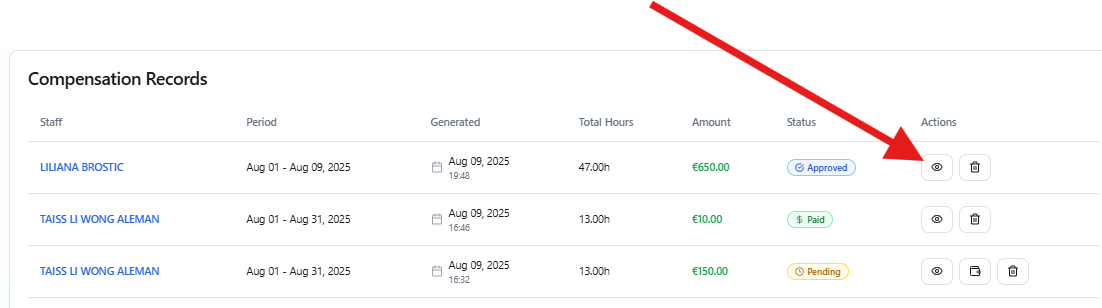 Compensation Records
Staff Period Generated Total Hours Amount Status Actions
LILIANA BROSTIC Aug 01 - Aug 09, 2025 Aug 09, 2025 47.00h €650.00 Approved
19:48
TAISS LI WONG ALEMAN Aug 01 - Aug 31, 2025 Aug 09, 2025 13.00h €10.00 $ Paid
16:46
TAISS LI WONG ALEMAN Aug 01 - Aug 31, 2025 Aug 09, 2025 13.00h €150.00 Pending
16:32